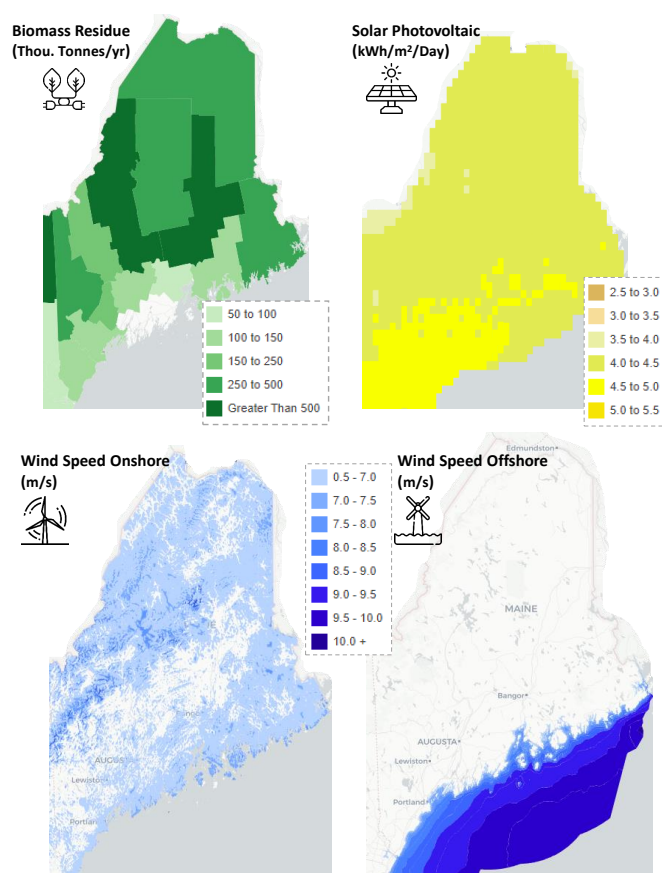 Biomass Residue
(Thou. Tonnes/yr)
Solar Photovoltaic
(kWh/m²/Day)
50 to 100
100 to 150
150 to 250
250 to 500
Greater Than 500
2.5 to 3.0
3.0 to 3.5
3.5 to 4.0
4.0 to 4.5
4.5 to 5.0
5.0 to 5.5
Wind Speed Onshore
(m/s)
0.5 - 7.0
7.0 - 7.5
7.5 - 8.0
8.0 - 8.5
8.5 - 9.0
9.0 - 9.5
9.5 - 10.0
10.0 +
Wind Speed Offshore
(m/s)
Edmundston
MAINE
Bangor
AUGUSTA
Lewiston
Portland
Lewiston